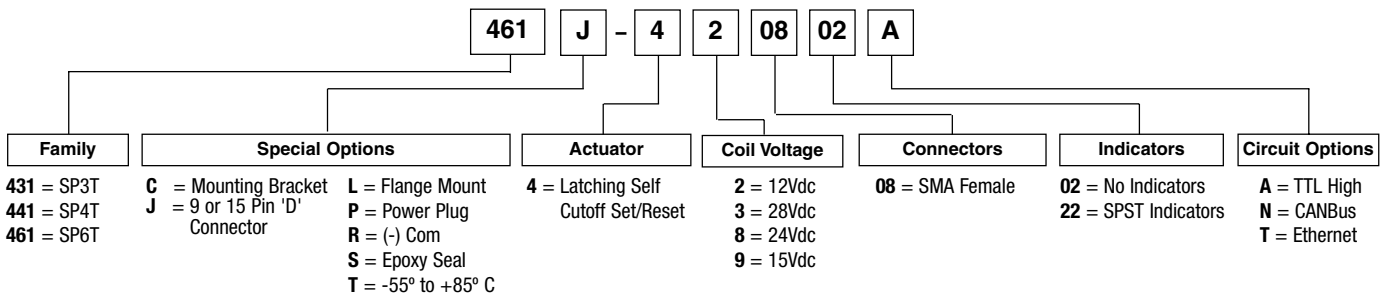 461 J - 4 2 08 02 A
Family
431 = SP3T
441 = SP4T
461 = SP6T
Special Options
C = Mounting Bracket
J = 9 or 15 Pin 'D'
Connector
L = Flange Mount
P = Power Plug
R = (-) Com
S = Epoxy Seal
T = -55º to +85º C
Actuator
4 = Latching Self
Cutoff Set/Reset
Coil Voltage
2 = 12Vdc
3 = 28Vdc
8 = 24Vdc
9 = 15Vdc
Connectors
08 = SMA Female
Indicators
02 = No Indicators
22 = SPST Indicators
Circuit Options
A = TTL High
N = CANBus
T = Ethernet